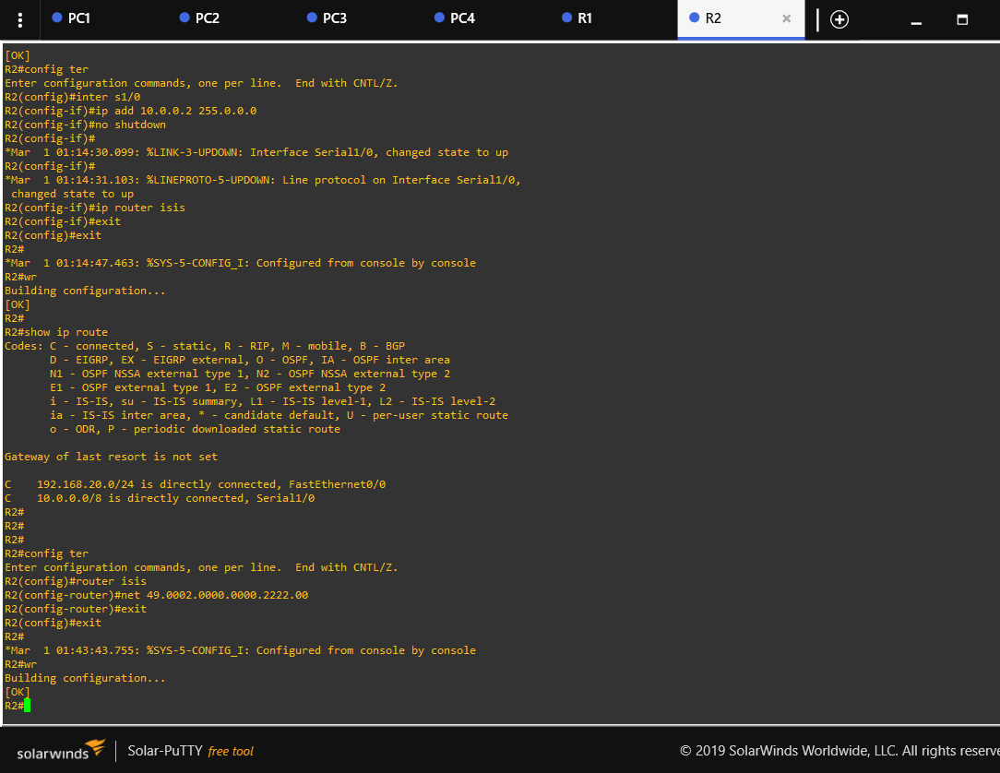 PC1 PC2 PC3 PC4 R1 R2
[OK]
R2#config ter
Enter configuration commands, one per line.  End with CNTL/Z.
R2(config)#inter s1/0
R2(config-if)#ip add 10.0.0.2 255.0.0.0
R2(config-if)#no shutdown
R2(config-if)#
*Mar  1 01:14:30.099: %LINK-3-UPDOWN: Interface Serial1/0, changed state to up
R2(config-if)#
*Mar  1 01:14:31.103: %LINEPROTO-5-UPDOWN: Line protocol on Interface Serial1/0,
 changed state to up
R2(config-if)#ip router isis
R2(config-if)#exit
R2(config)#exit
R2#
*Mar  1 01:14:47.463: %SYS-5-CONFIG_I: Configured from console by console
R2#wr
Building configuration...
[OK]
R2#
R2#show ip route
Codes: C - connected, S - static, R - RIP, M - mobile, B - BGP
       D - EIGRP, EX - EIGRP external, O - OSPF, IA - OSPF inter area
       N1 - OSPF NSSA external type 1, N2 - OSPF NSSA external type 2
       E1 - OSPF external type 1, E2 - OSPF external type 2
       i - IS-IS, su - IS-IS summary, L1 - IS-IS level-1, L2 - IS-IS level-2
       ia - IS-IS inter area, * - candidate default, U - per-user static route
       o - ODR, P - periodic downloaded static route
Gateway of last resort is not set
C    192.168.20.0/24 is directly connected, FastEthernet0/0
C    10.0.0.0/8 is directly connected, Serial1/0
R2#
R2#
R2#
R2#config ter
Enter configuration commands, one per line.  End with CNTL/Z.
R2(config)#router isis
R2(config-router)#net 49.0002.0000.0000.2222.00
R2(config-router)#exit
R2(config)#exit
R2#
*Mar  1 01:43:43.755: %SYS-5-CONFIG_I: Configured from console by console
R2#wr
Building configuration...
[OK]
R2#
solarwinds Solar-PuTTY free tool © 2019 SolarWinds Worldwide, LLC. All rights reserve